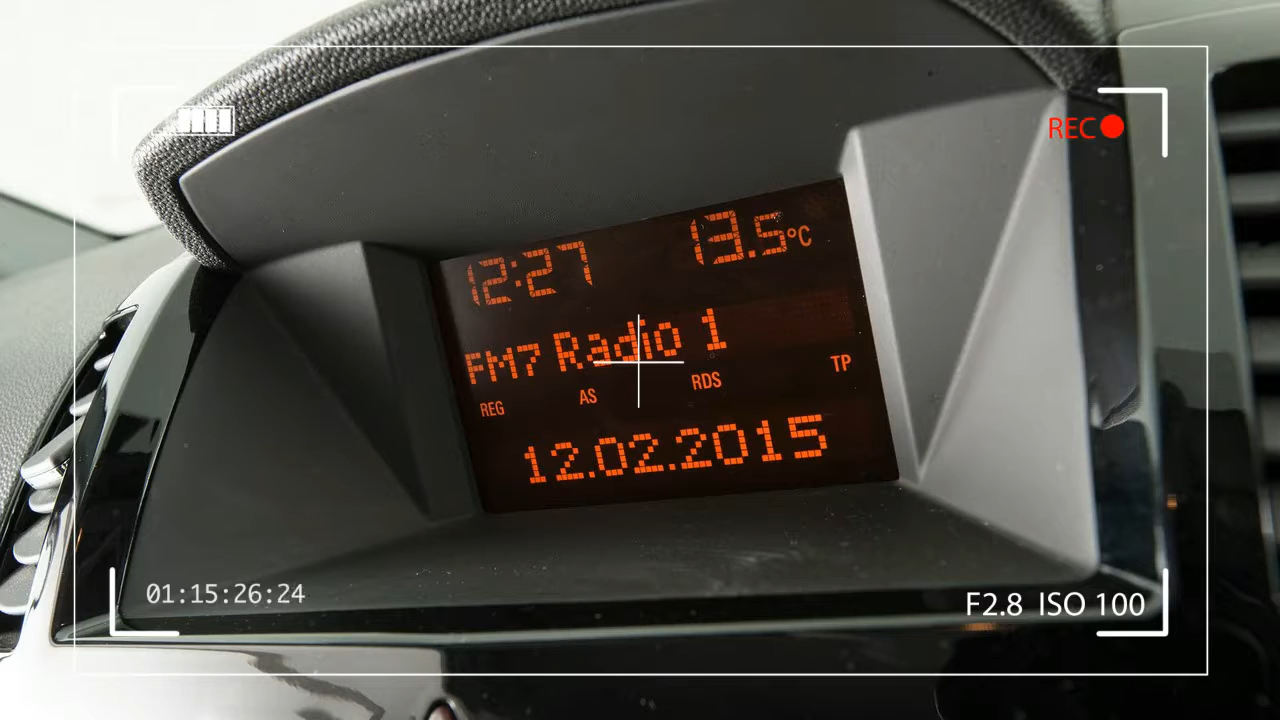 REC
12:27 13.5°C
FM7 Radio 1
REG AS RDS TP
12.02.2015
01:15:26:24
F2.8 ISO 100